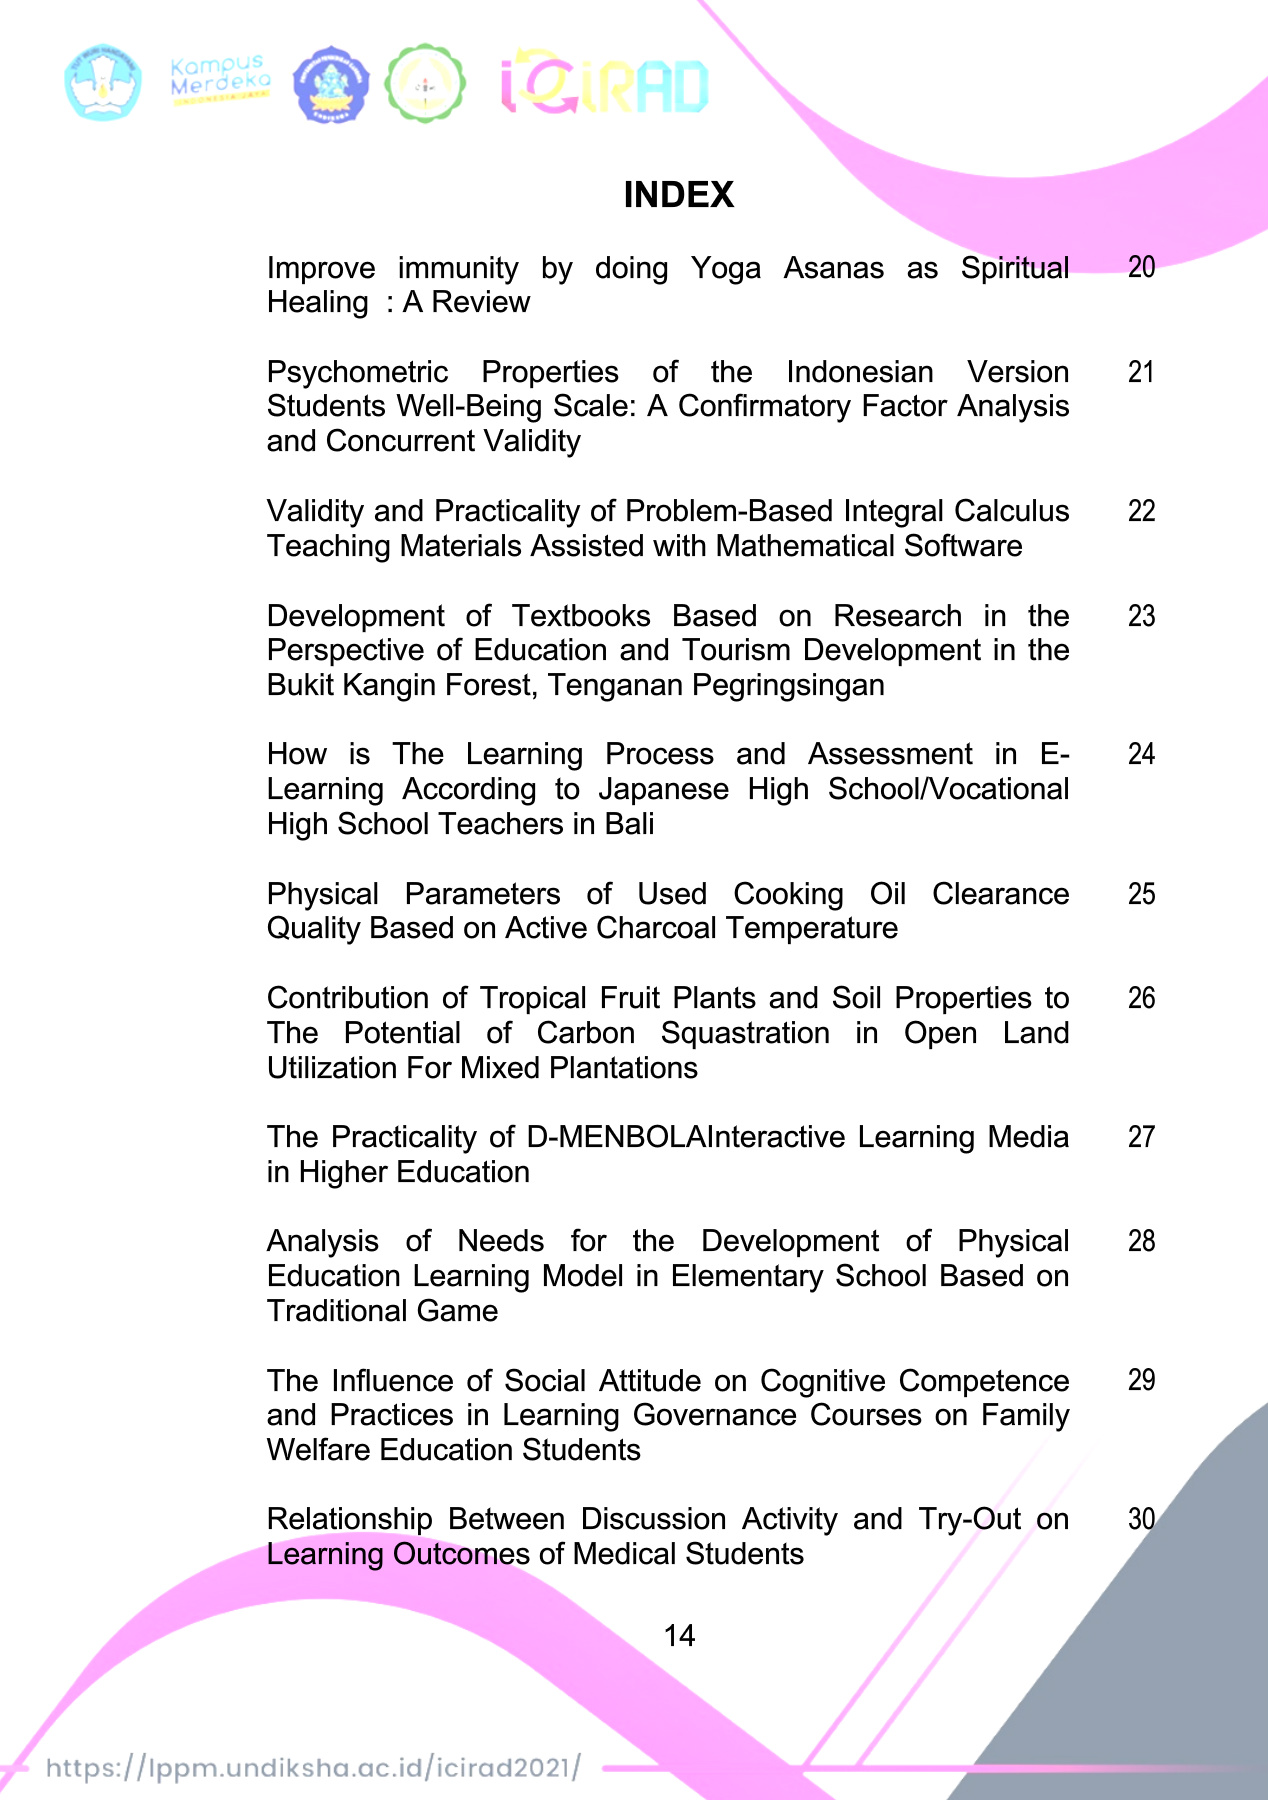 Kampus
Merdeka
INDONESIA JAYA
iCiRAD
INDEX
Improve immunity by doing Yoga Asanas as Spiritual 20
Healing : A Review
Psychometric Properties of the Indonesian Version 21
Students Well-Being Scale: A Confirmatory Factor Analysis
and Concurrent Validity
Validity and Practicality of Problem-Based Integral Calculus 22
Teaching Materials Assisted with Mathematical Software
Development of Textbooks Based on Research in the 23
Perspective of Education and Tourism Development in the
Bukit Kangin Forest, Tenganan Pegringsingan
How is The Learning Process and Assessment in E- 24
Learning According to Japanese High School/Vocational
High School Teachers in Bali
Physical Parameters of Used Cooking Oil Clearance 25
Quality Based on Active Charcoal Temperature
Contribution of Tropical Fruit Plants and Soil Properties to 26
The Potential of Carbon Squastration in Open Land
Utilization For Mixed Plantations
The Practicality of D-MENBOLAInteractive Learning Media 27
in Higher Education
Analysis of Needs for the Development of Physical 28
Education Learning Model in Elementary School Based on
Traditional Game
The Influence of Social Attitude on Cognitive Competence 29
and Practices in Learning Governance Courses on Family
Welfare Education Students
Relationship Between Discussion Activity and Try-Out on 30
Learning Outcomes of Medical Students
14
https://lppm.undiksha.ac.id/icirad2021/